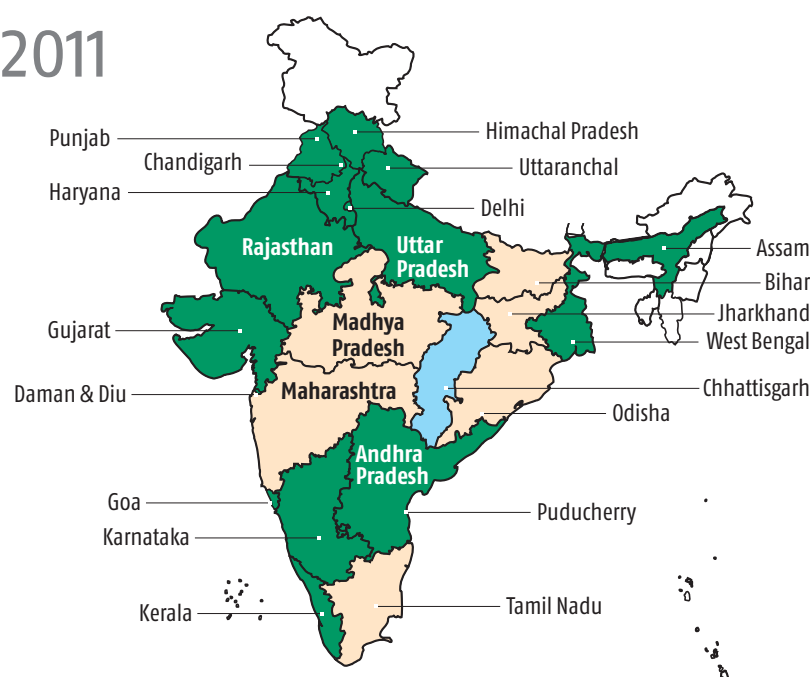 2011
Punjab
Himachal Pradesh
Chandigarh
Uttaranchal
Haryana
Delhi
Rajasthan
Uttar
Pradesh
Assam
Bihar
Jharkhand
Madhya
Pradesh
Gujarat
West Bengal
Daman & Diu
Maharashtra
Chhattisgarh
Odisha
Andhra
Pradesh
Goa
Puducherry
Karnataka
Kerala
Tamil Nadu